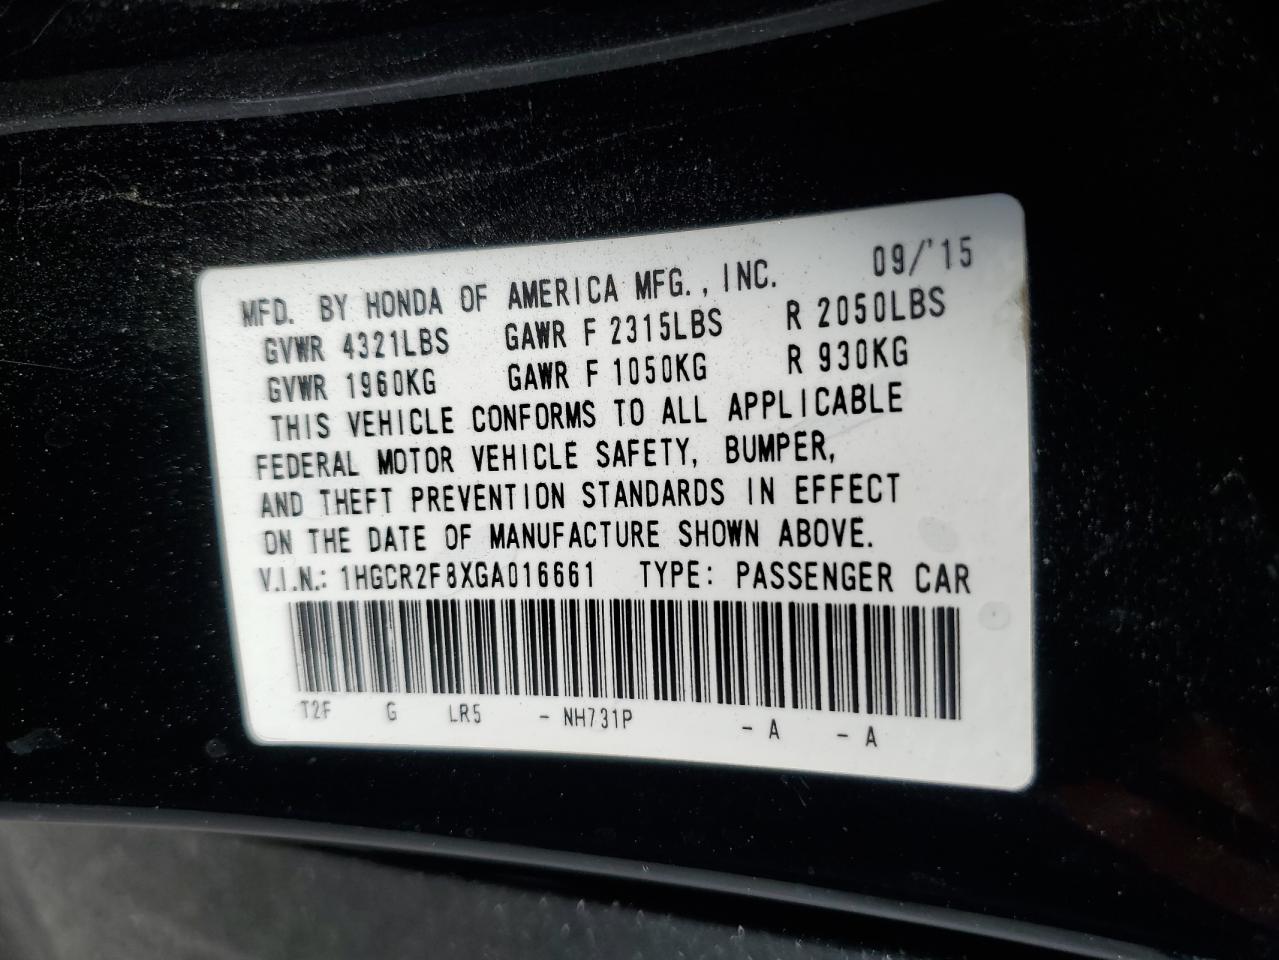 MFD. BY HONDA OF AMERICA MFG., INC. 09/'15
GVWR 4321LBS GAWR F 2315LBS R 2050LBS
GVWR 1960KG GAWR F 1050KG R 930KG
THIS VEHICLE CONFORMS TO ALL APPLICABLE
FEDERAL MOTOR VEHICLE SAFETY, BUMPER,
AND THEFT PREVENTION STANDARDS IN EFFECT
ON THE DATE OF MANUFACTURE SHOWN ABOVE.
V.I.N.: 1HGCR2F8XGA016661 TYPE: PASSENGER CAR
T2F G LR5 - NH731P - A - A